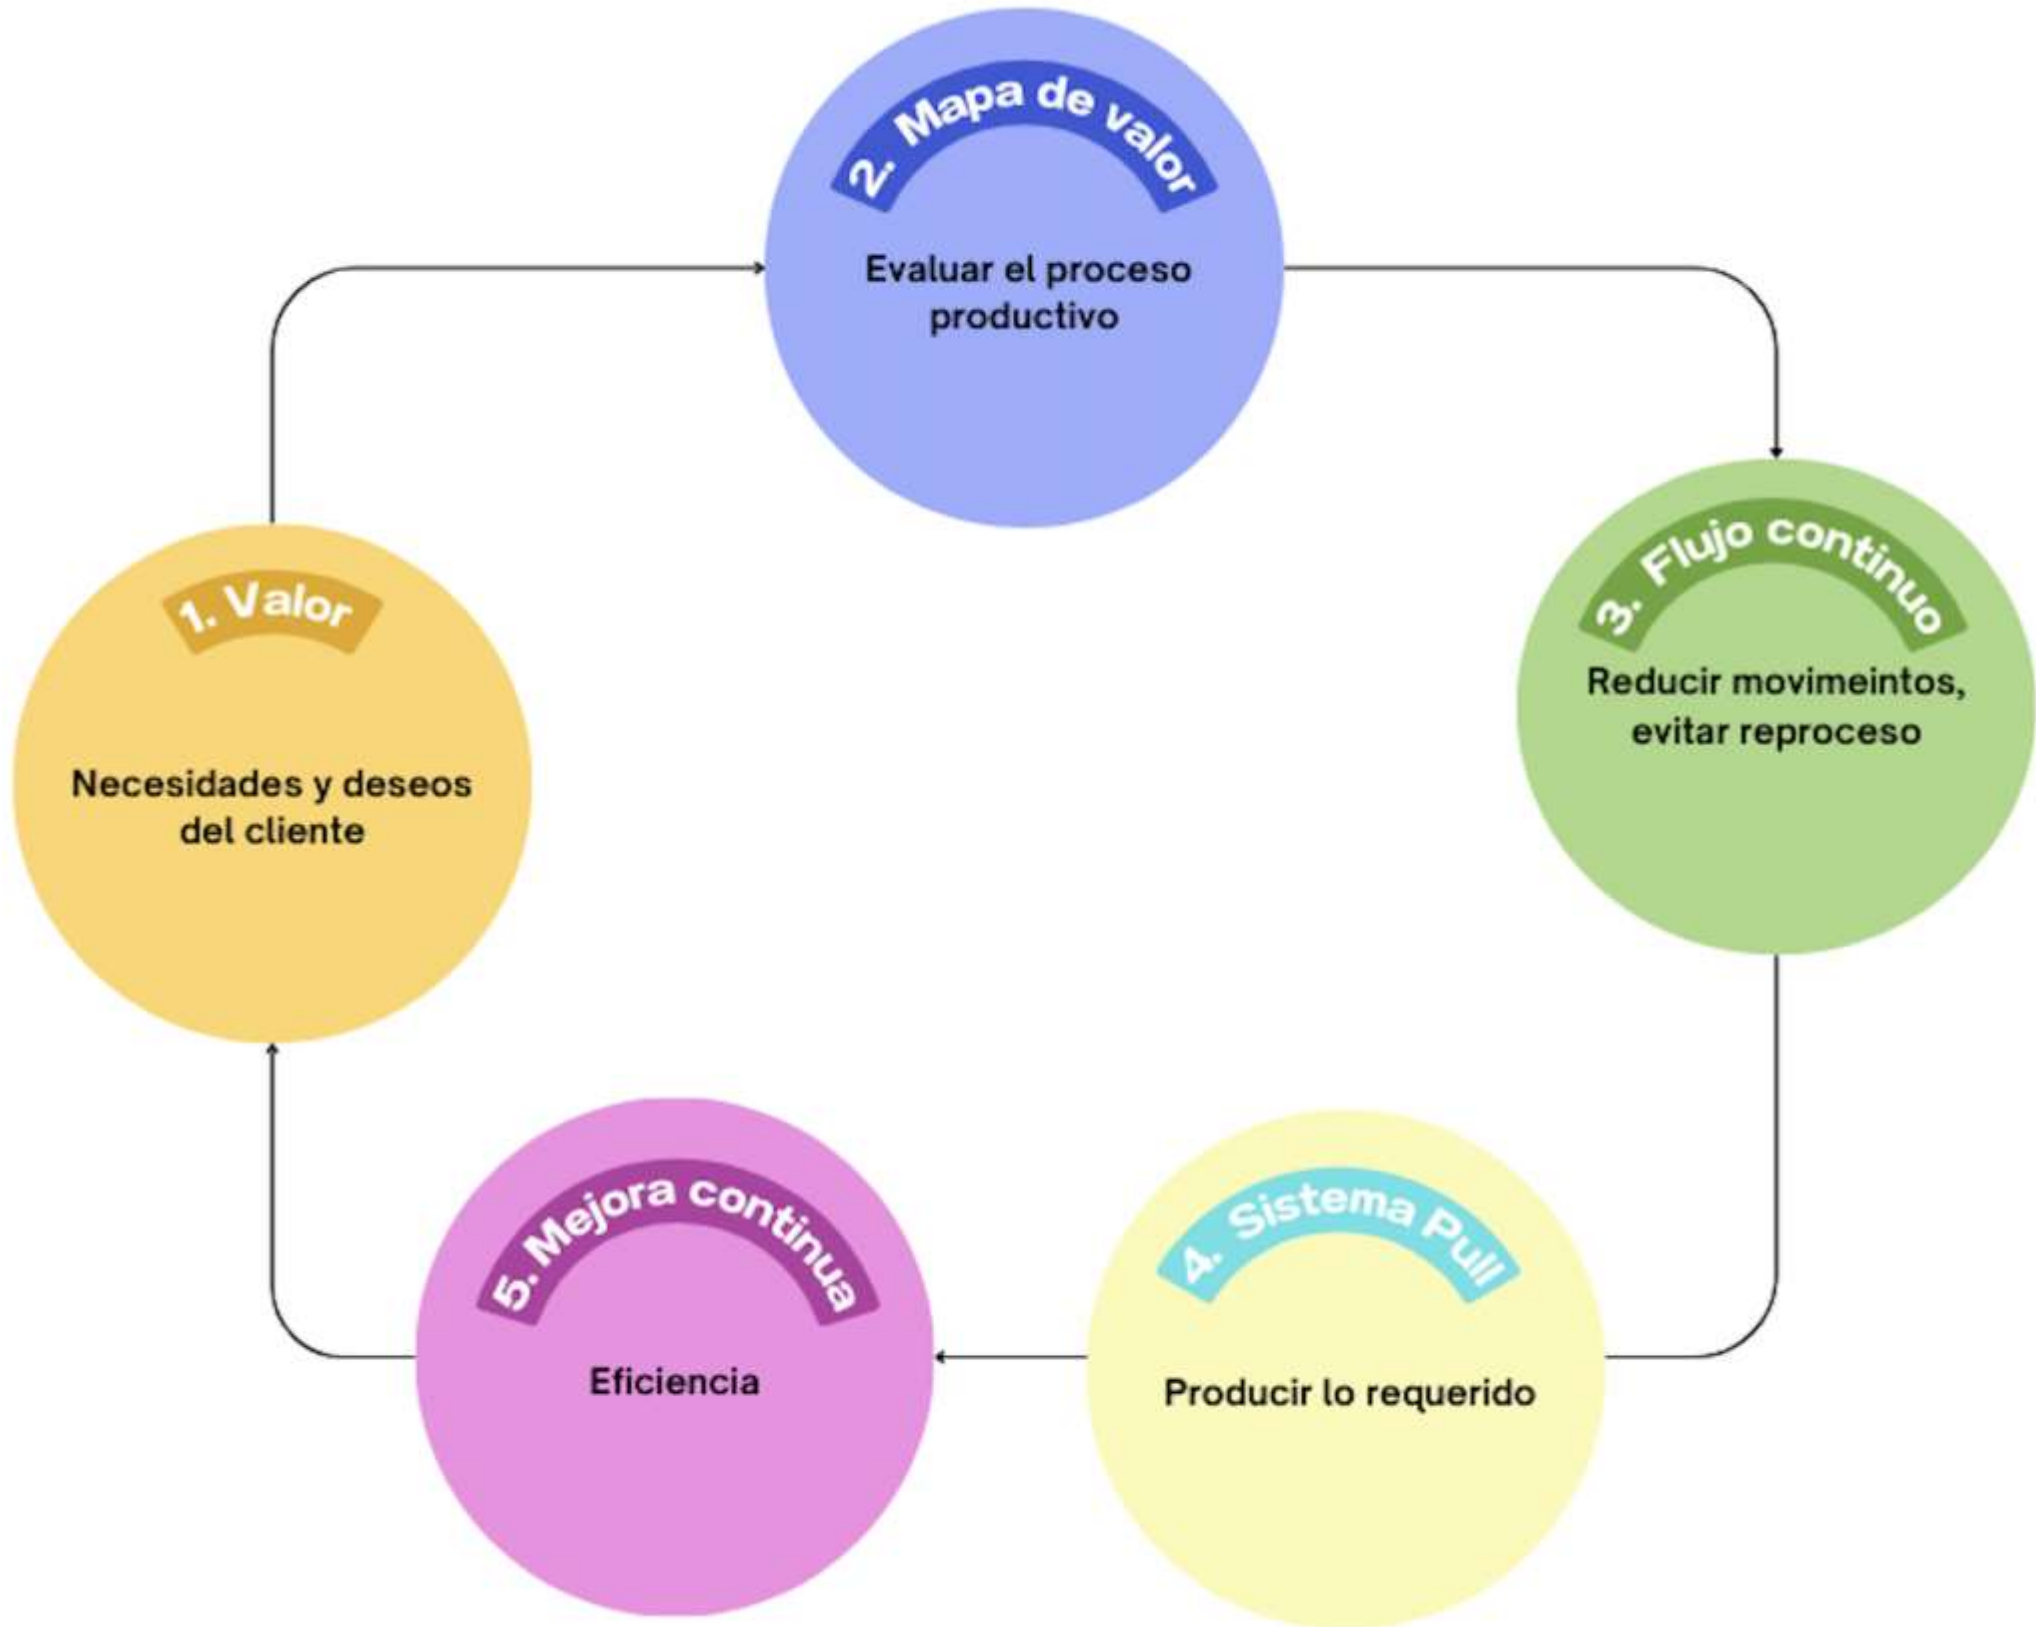 1. Valor
Necesidades y deseos
del cliente
2. Mapa de valor
Evaluar el proceso
productivo
3. Flujo continuo
Reducir movimeintos,
evitar reproceso
4. Sistema Pull
Producir lo requerido
5. Mejora continua
Eficiencia